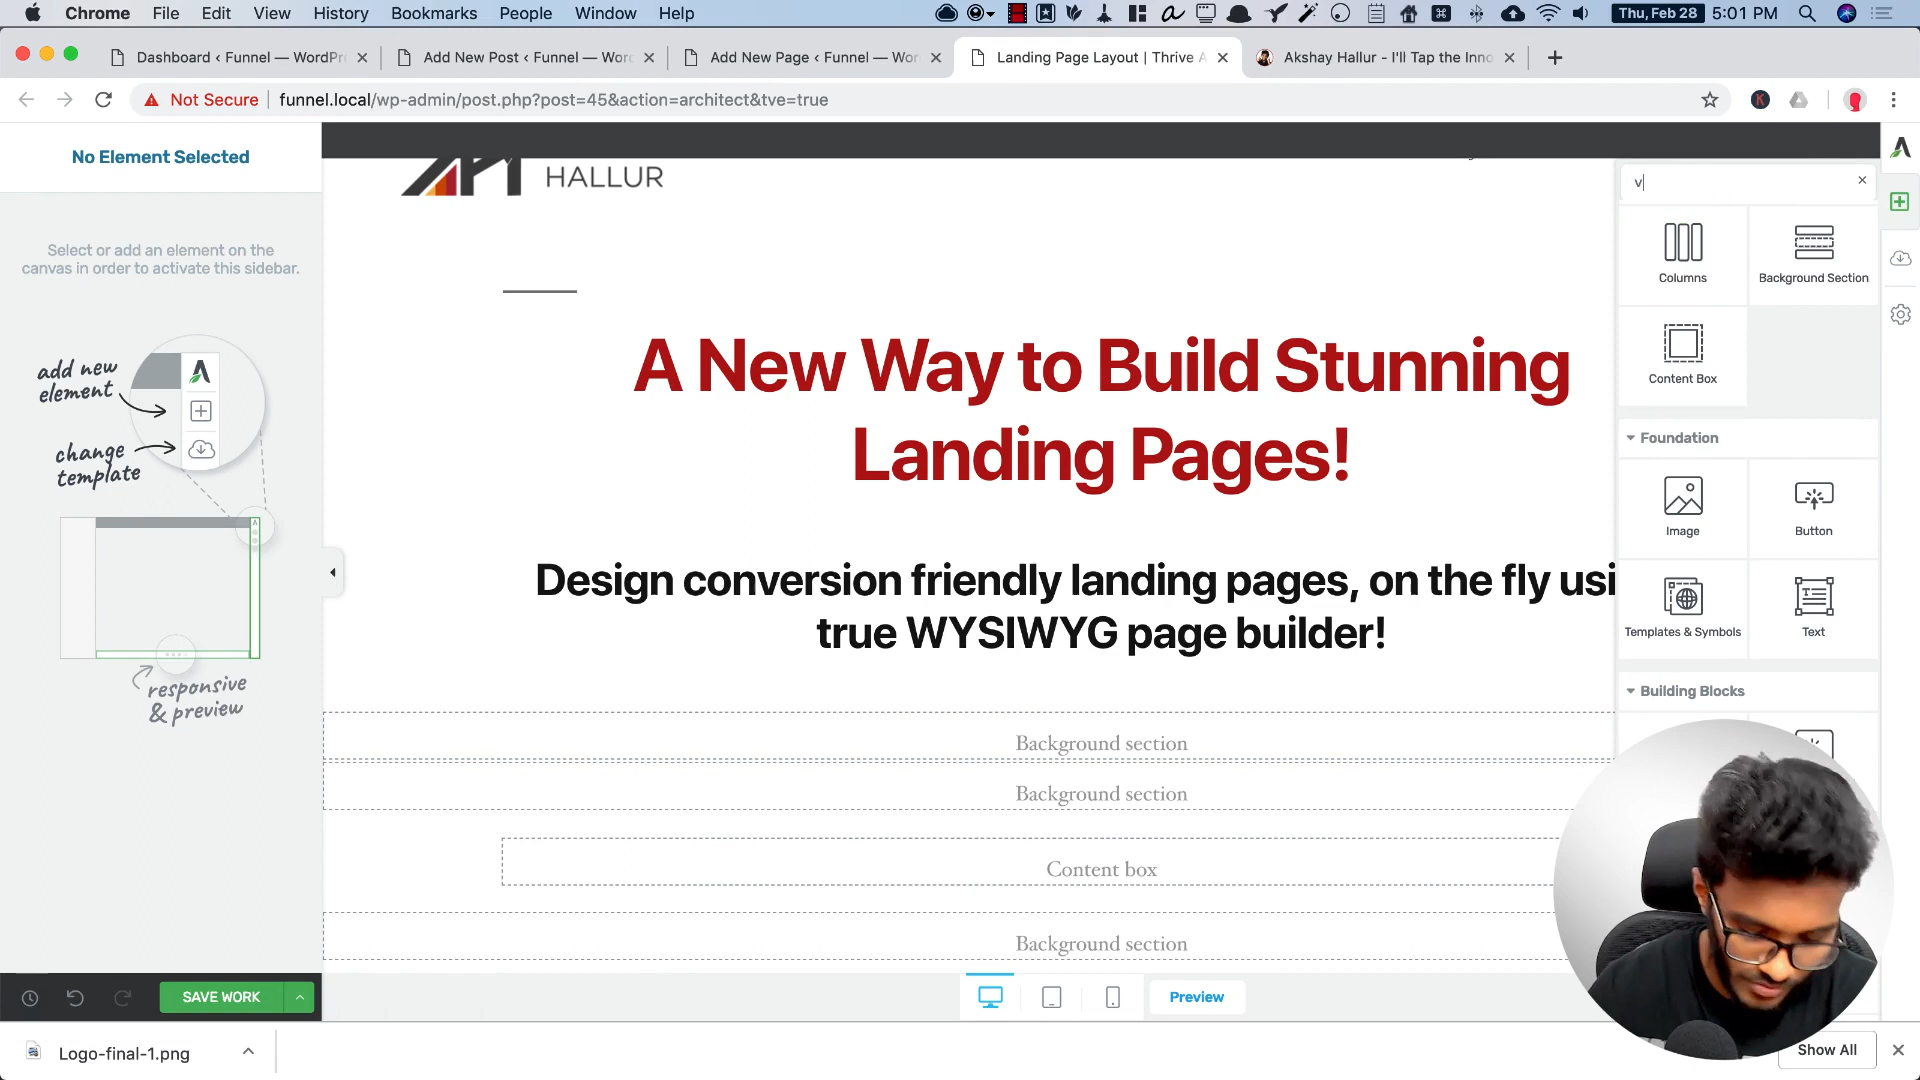 Chrome File Edit View History Bookmarks People Window Help Thu, Feb 28 5:01 PM
Dashboard ‹ Funnel — WordPr
Add New Post ‹ Funnel — Word
Add New Page ‹ Funnel — Wor
Landing Page Layout | Thrive A
Akshay Hallur - I'll Tap the Inno
Not Secure funnel.local/wp-admin/post.php?post=45&action=architect&tve=true
No Element Selected
Select or add an element on the
canvas in order to activate this sidebar.
add new
element
change
template
responsive
& preview
SAVE WORK
HALLUR
A New Way to Build Stunning
Landing Pages!
Design conversion friendly landing pages, on the fly usi
true WYSIWYG page builder!
Background section
Background section
Content box
Background section
Preview
v
Columns
Background Section
Content Box
Foundation
Image
Button
Templates & Symbols
Text
Building Blocks
Logo-final-1.png
Show All